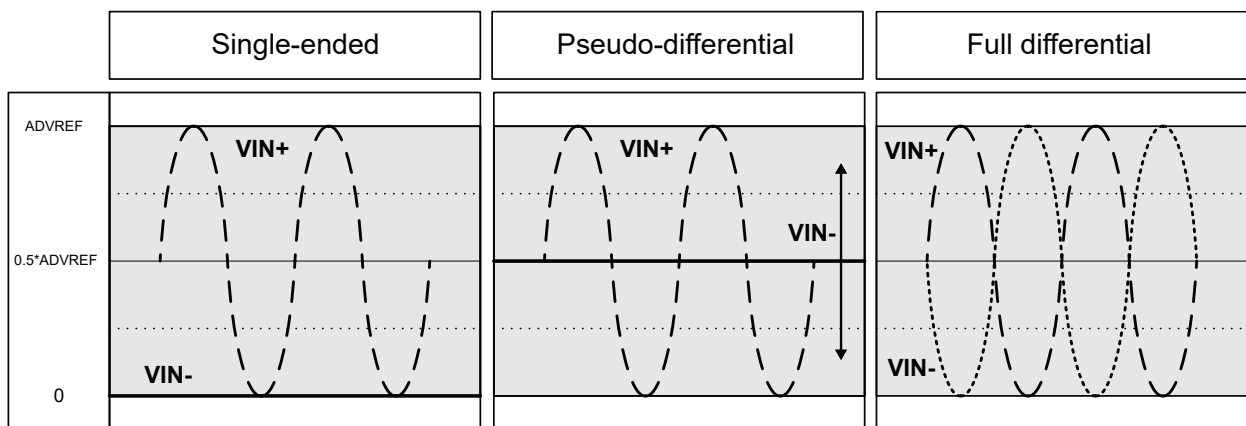 Single-ended
Pseudo-differential
Full differential
ADVREF
VIN+
VIN+
VIN+
VIN-
0.5*ADVREF
VIN-
VIN-
0